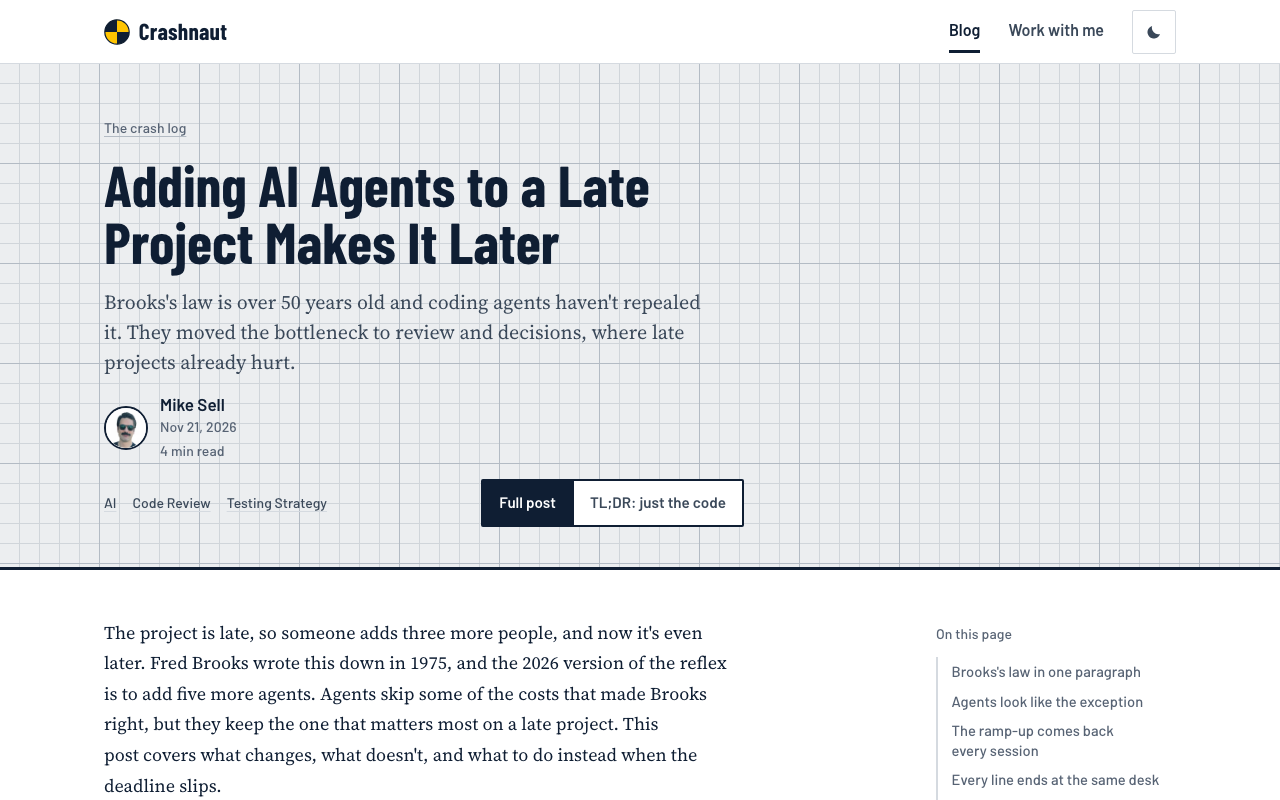 Crashnaut
Blog
Work with me
The crash log
Adding AI Agents to a Late
Project Makes It Later
Brooks's law is over 50 years old and coding agents haven't repealed
it. They moved the bottleneck to review and decisions, where late
projects already hurt.
Mike Sell
Nov 21, 2026
4 min read
AI
Code Review
Testing Strategy
Full post
TL;DR: just the code
The project is late, so someone adds three more people, and now it's even
later. Fred Brooks wrote this down in 1975, and the 2026 version of the reflex
is to add five more agents. Agents skip some of the costs that made Brooks
right, but they keep the one that matters most on a late project. This
post covers what changes, what doesn't, and what to do instead when the
deadline slips.
On this page
Brooks's law in one paragraph
Agents look like the exception
The ramp-up comes back
every session
Every line ends at the same desk